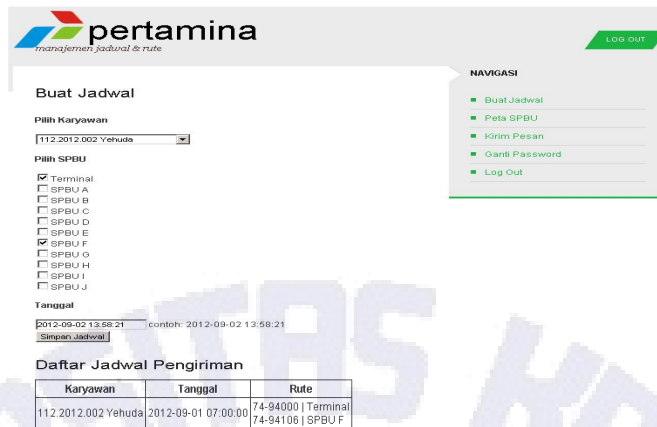 pertamina
manajemen jadwal & rute
LOG OUT
NAVIGASI
Buat Jadwal
Peta SPBU
Kirim Pesan
Ganti Password
Log Out
Buat Jadwal
Pilih Karyawan
112.2012.002 Yehuda
Pilih SPBU
Terminal
SPBU A
SPBU B
SPBU C
SPBU D
SPBU E
SPBU F
SPBU G
SPBU H
SPBU I
SPBU J
Tanggal
2012-09-02 13:58:21 contoh: 2012-09-02 13:58:21
Simpan Jadwal
Daftar Jadwal Pengiriman
Karyawan Tanggal Rute
112.2012.002 Yehuda 2012-09-01 07:00:00 74-94000 | Terminal
74-94106 | SPBU F